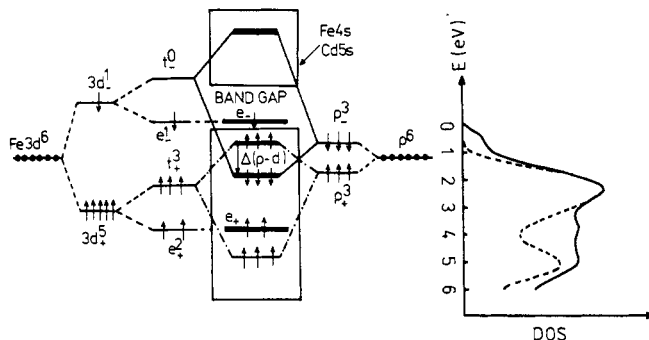 Fe4s
Cd5s
t⁰₋
3d¹₋
BAND GAP
e₋
e¹₋
p³₋
Fe3d⁶
p⁶
t³₊
Δ(p-d)
p³₊
3d⁵₊
e²₊
e₊
E (eV)
0
1
2
3
4
5
6
DOS